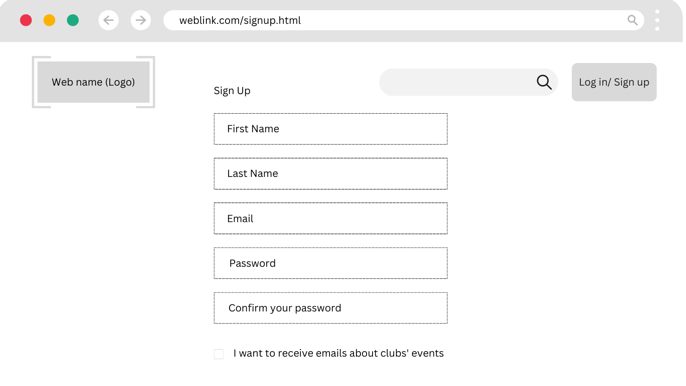 weblink.com/signup.html
Web name (Logo)
Log in/ Sign up
Sign Up
First Name
Last Name
Email
Password
Confirm your password
I want to receive emails about clubs' events